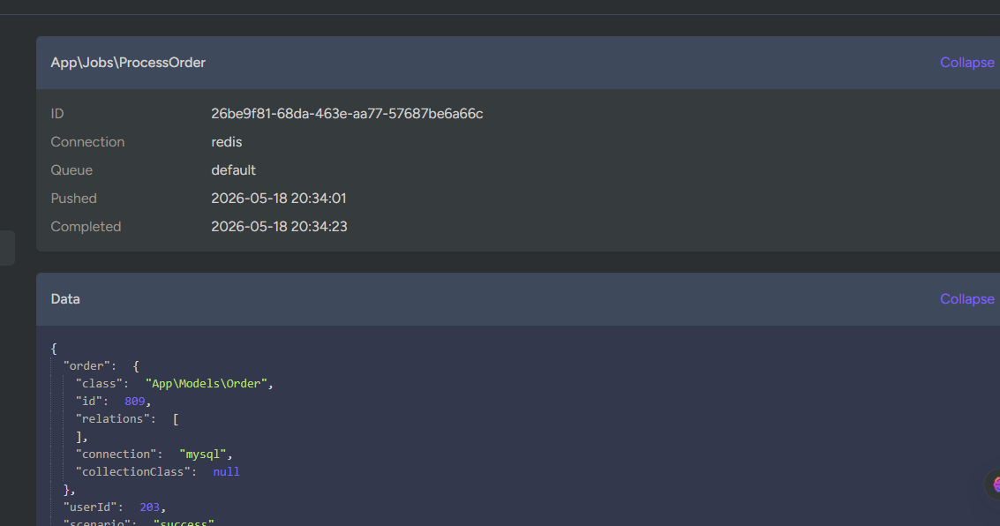 App\Jobs\ProcessOrder Collapse
ID 26be9f81-68da-463e-aa77-57687be6a66c
Connection redis
Queue default
Pushed 2026-05-18 20:34:01
Completed 2026-05-18 20:34:23
Data Collapse
{
"order": {
"class": "App\Models\Order",
"id": 809,
"relations": [
],
"connection": "mysql",
"collectionClass": null
},
"userId": 203,
"scenario": "success"